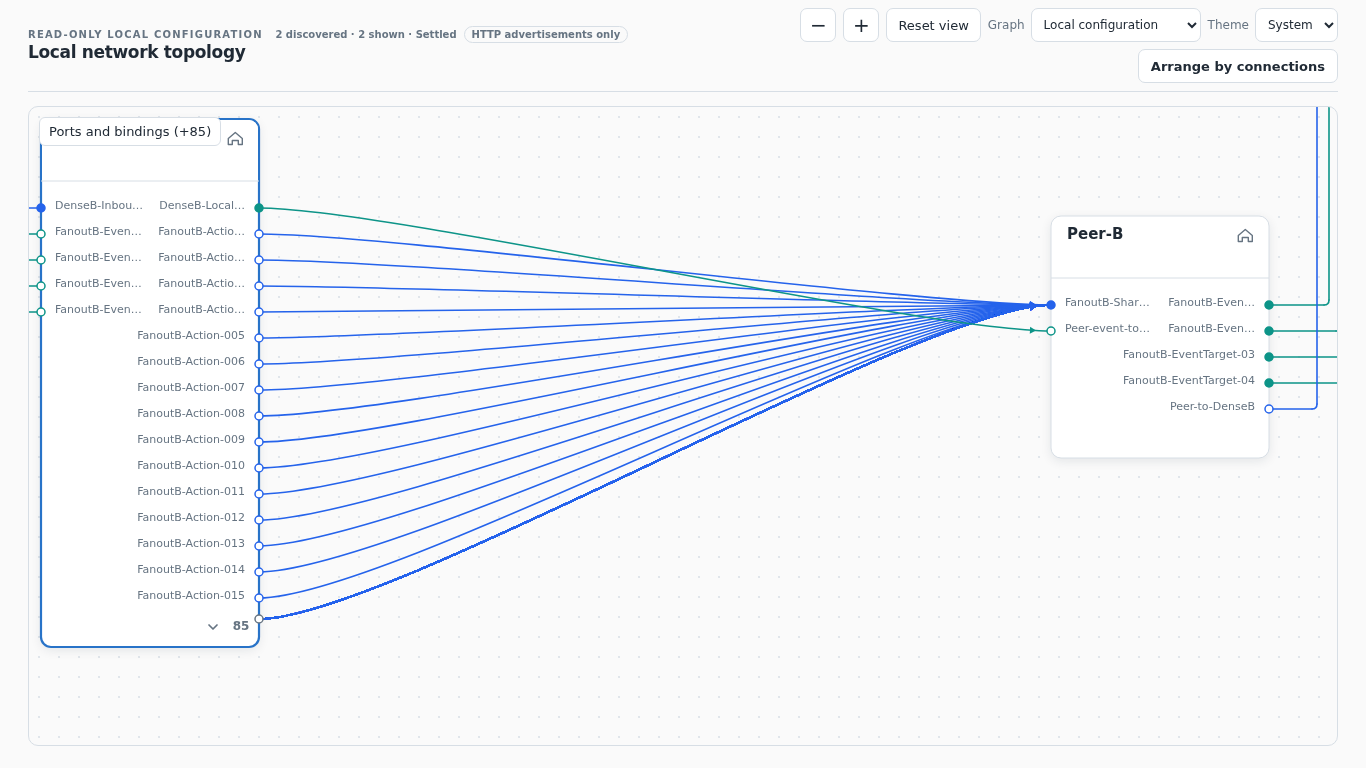 READ-ONLY LOCAL CONFIGURATION 2 discovered · 2 shown · Settled HTTP advertisements only
Local network topology
− + Reset view Graph Local configuration Theme System
Arrange by connections
Ports and bindings (+85)
DenseB-Inbou… DenseB-Local…
FanoutB-Even… FanoutB-Actio…
FanoutB-Even… FanoutB-Actio…
FanoutB-Even… FanoutB-Actio…
FanoutB-Even… FanoutB-Actio…
FanoutB-Action-005
FanoutB-Action-006
FanoutB-Action-007
FanoutB-Action-008
FanoutB-Action-009
FanoutB-Action-010
FanoutB-Action-011
FanoutB-Action-012
FanoutB-Action-013
FanoutB-Action-014
FanoutB-Action-015
85
Peer-B
FanoutB-Shar… FanoutB-Even…
Peer-event-to… FanoutB-Even…
FanoutB-EventTarget-03
FanoutB-EventTarget-04
Peer-to-DenseB